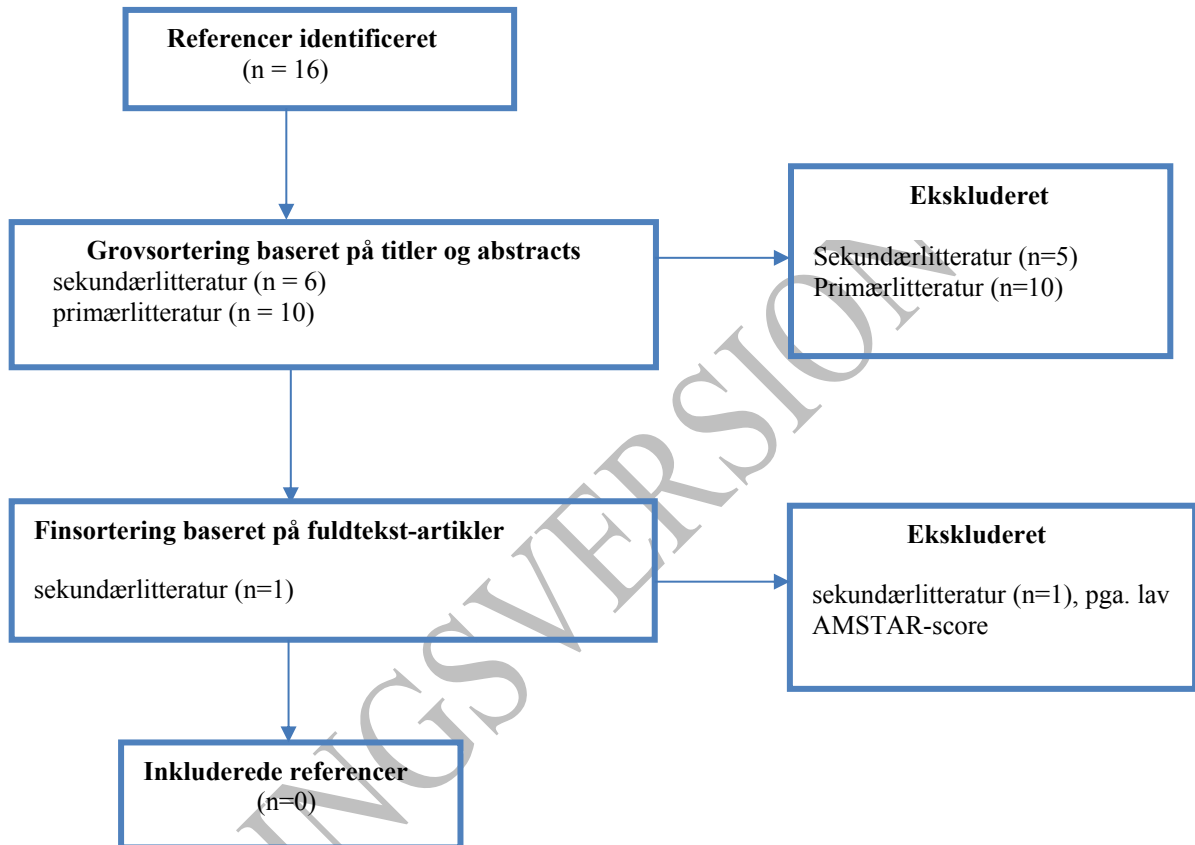 Referencer identificeret
(n = 16)
Grovsortering baseret på titler og abstracts
sekundærlitteratur (n = 6)
primærlitteratur (n = 10)
Ekskluderet
Sekundærlitteratur (n=5)
Primærlitteratur (n=10)
Finsortering baseret på fuldtekst-artikler
sekundærlitteratur (n=1)
Ekskluderet
sekundærlitteratur (n=1), pga. lav
AMSTAR-score
Inkluderede referencer
(n=0)
INGSVERSION